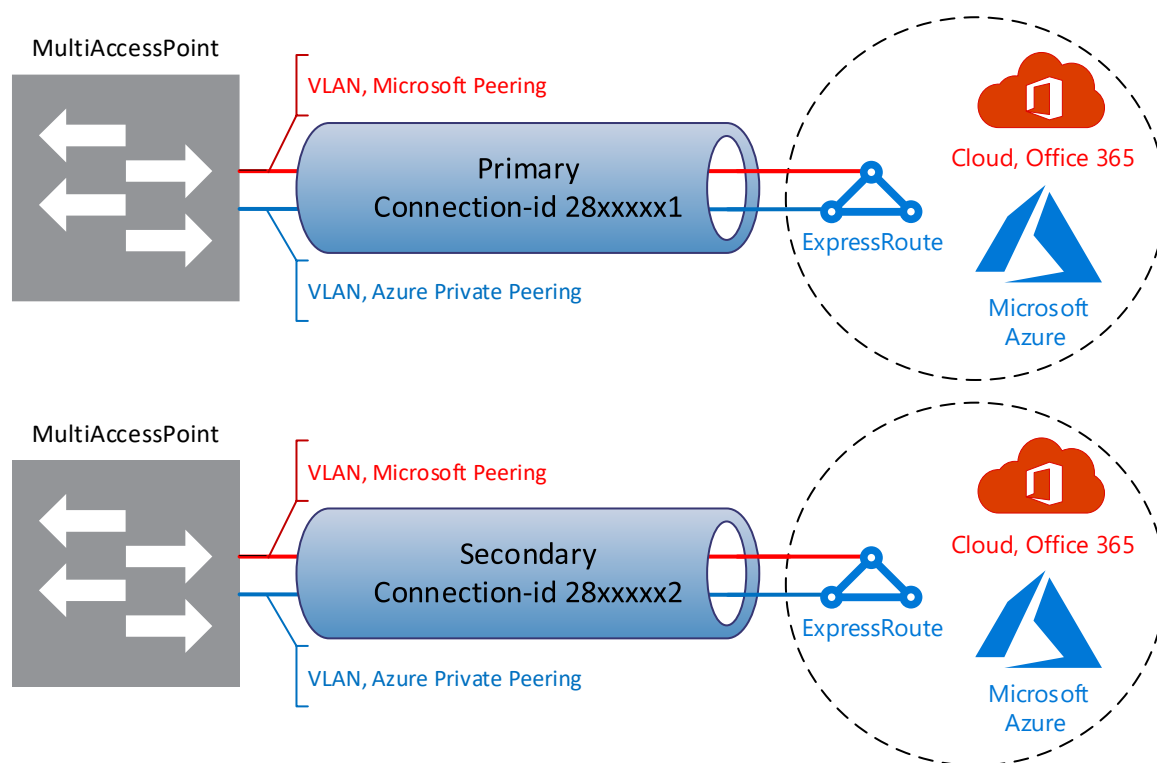 MultiAccessPoint
VLAN, Microsoft Peering
Primary
Connection-id 28xxxxx1
VLAN, Azure Private Peering
Cloud, Office 365
ExpressRoute
Microsoft
Azure
MultiAccessPoint
VLAN, Microsoft Peering
Secondary
Connection-id 28xxxxx2
VLAN, Azure Private Peering
Cloud, Office 365
ExpressRoute
Microsoft
Azure